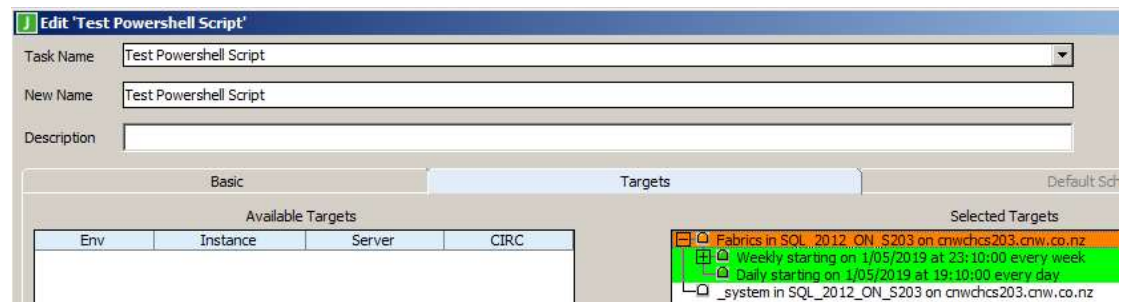 Edit 'Test Powershell Script'
Task Name Test Powershell Script
New Name Test Powershell Script
Description
Basic Targets Default Sch
Available Targets Selected Targets
Env Instance Server CIRC
Fabrics in SQL_2012_ON_S203 on cnwchcs203.cnw.co.nz
Weekly starting on 1/05/2019 at 23:10:00 every week
Daily starting on 1/05/2019 at 19:10:00 every day
_system in SQL_2012_ON_S203 on cnwchcs203.cnw.co.nz